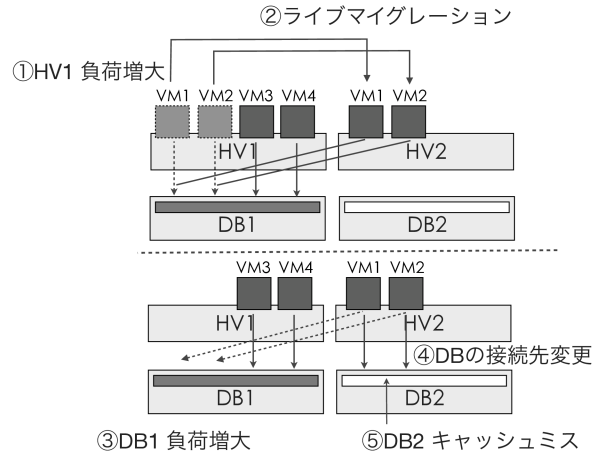 ②ライブマイグレーション
①HV1 負荷増大
VM1 VM2 VM3 VM4 VM1 VM2
HV1 HV2
DB1 DB2
VM3 VM4 VM1 VM2
HV1 HV2
④DBの接続先変更
DB1 DB2
③DB1 負荷増大 ⑤DB2 キャッシュミス